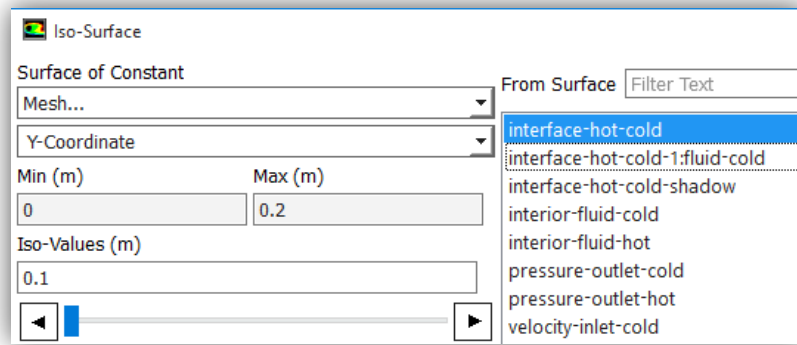 Iso-Surface
Surface of Constant
Mesh...
Y-Coordinate
Min (m) Max (m)
0 0.2
Iso-Values (m)
0.1
From Surface Filter Text
interface-hot-cold
interface-hot-cold-1:fluid-cold
interface-hot-cold-shadow
interior-fluid-cold
interior-fluid-hot
pressure-outlet-cold
pressure-outlet-hot
velocity-inlet-cold